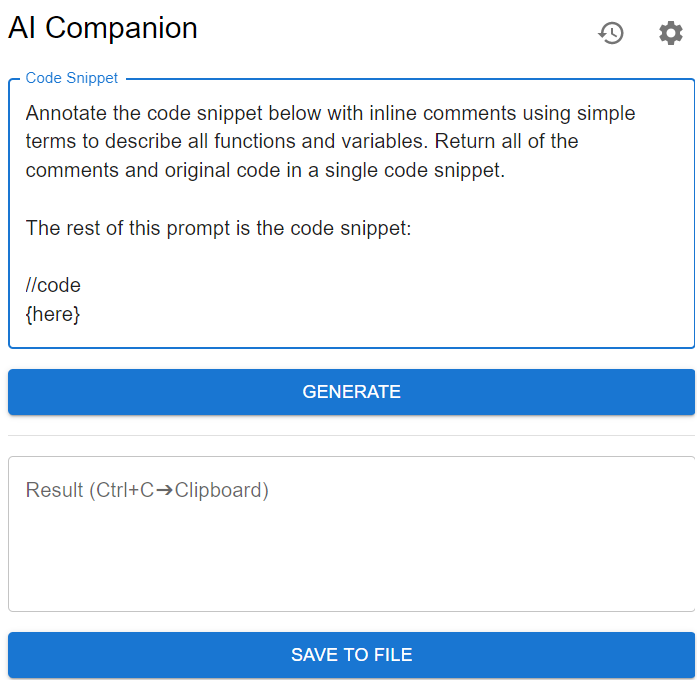 AI Companion
Code Snippet
Annotate the code snippet below with inline comments using simple
terms to describe all functions and variables. Return all of the
comments and original code in a single code snippet.
The rest of this prompt is the code snippet:
//code
{here}
GENERATE
Result (Ctrl+C➔Clipboard)
SAVE TO FILE